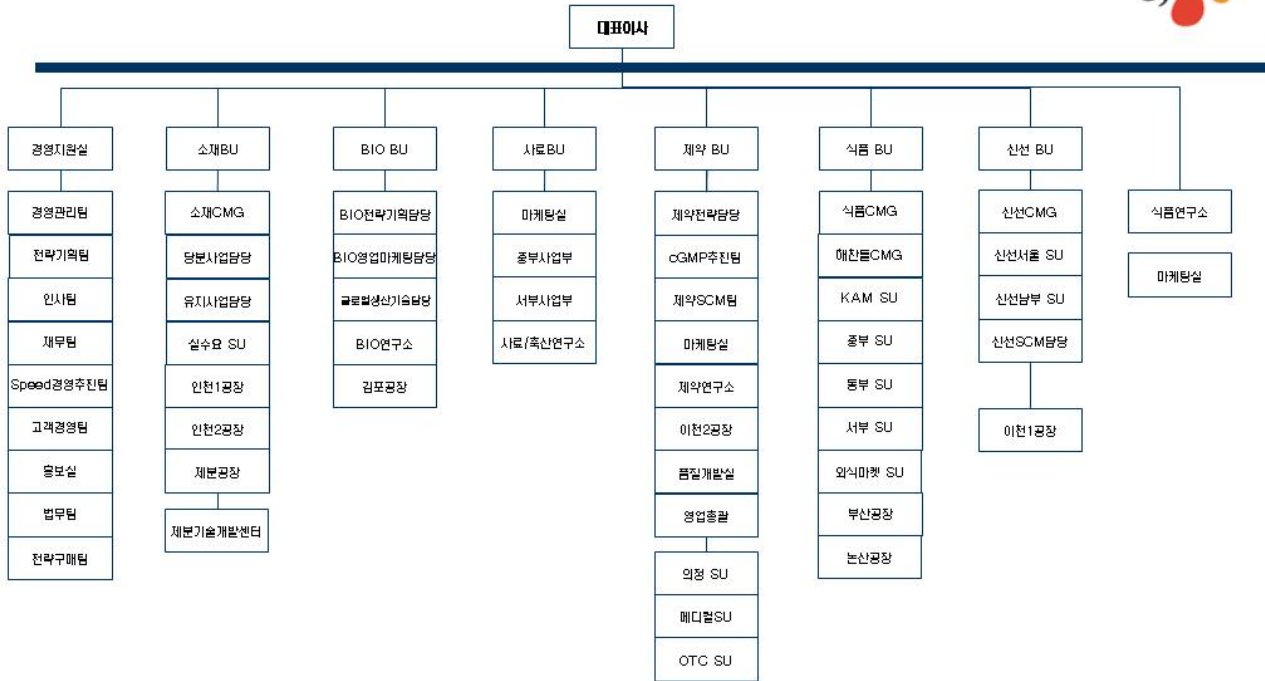 대표이사
경영지원실
소재BU
BIO BU
사료BU
제약 BU
식품 BU
신선 BU
경영관리팀
전략기획팀
인사팀
재무팀
Speed경영추진팀
고객경영팀
홍보실
법무팀
전략구매팀
소재CMG
당분사업담당
유지사업담당
실수요 SU
인천1공장
인천2공장
제분공장
제분기술개발센터
BIO전략기획담당
BIO영업마케팅담당
글로벌생산기술담당
BIO연구소
김포공장
마케팅실
중부사업부
서부사업부
사료/축산연구소
제약전략담당
cGMP추진팀
제약SCM팀
마케팅실
제약연구소
이천2공장
품질개발실
영업총괄
의정 SU
메디컬SU
OTC SU
식품CMG
해찬들CMG
KAM SU
중부 SU
동부 SU
서부 SU
외식마켓 SU
부산공장
논산공장
신선CMG
신선서울 SU
신선남부 SU
신선SCM담당
이천1공장
식품연구소
마케팅실